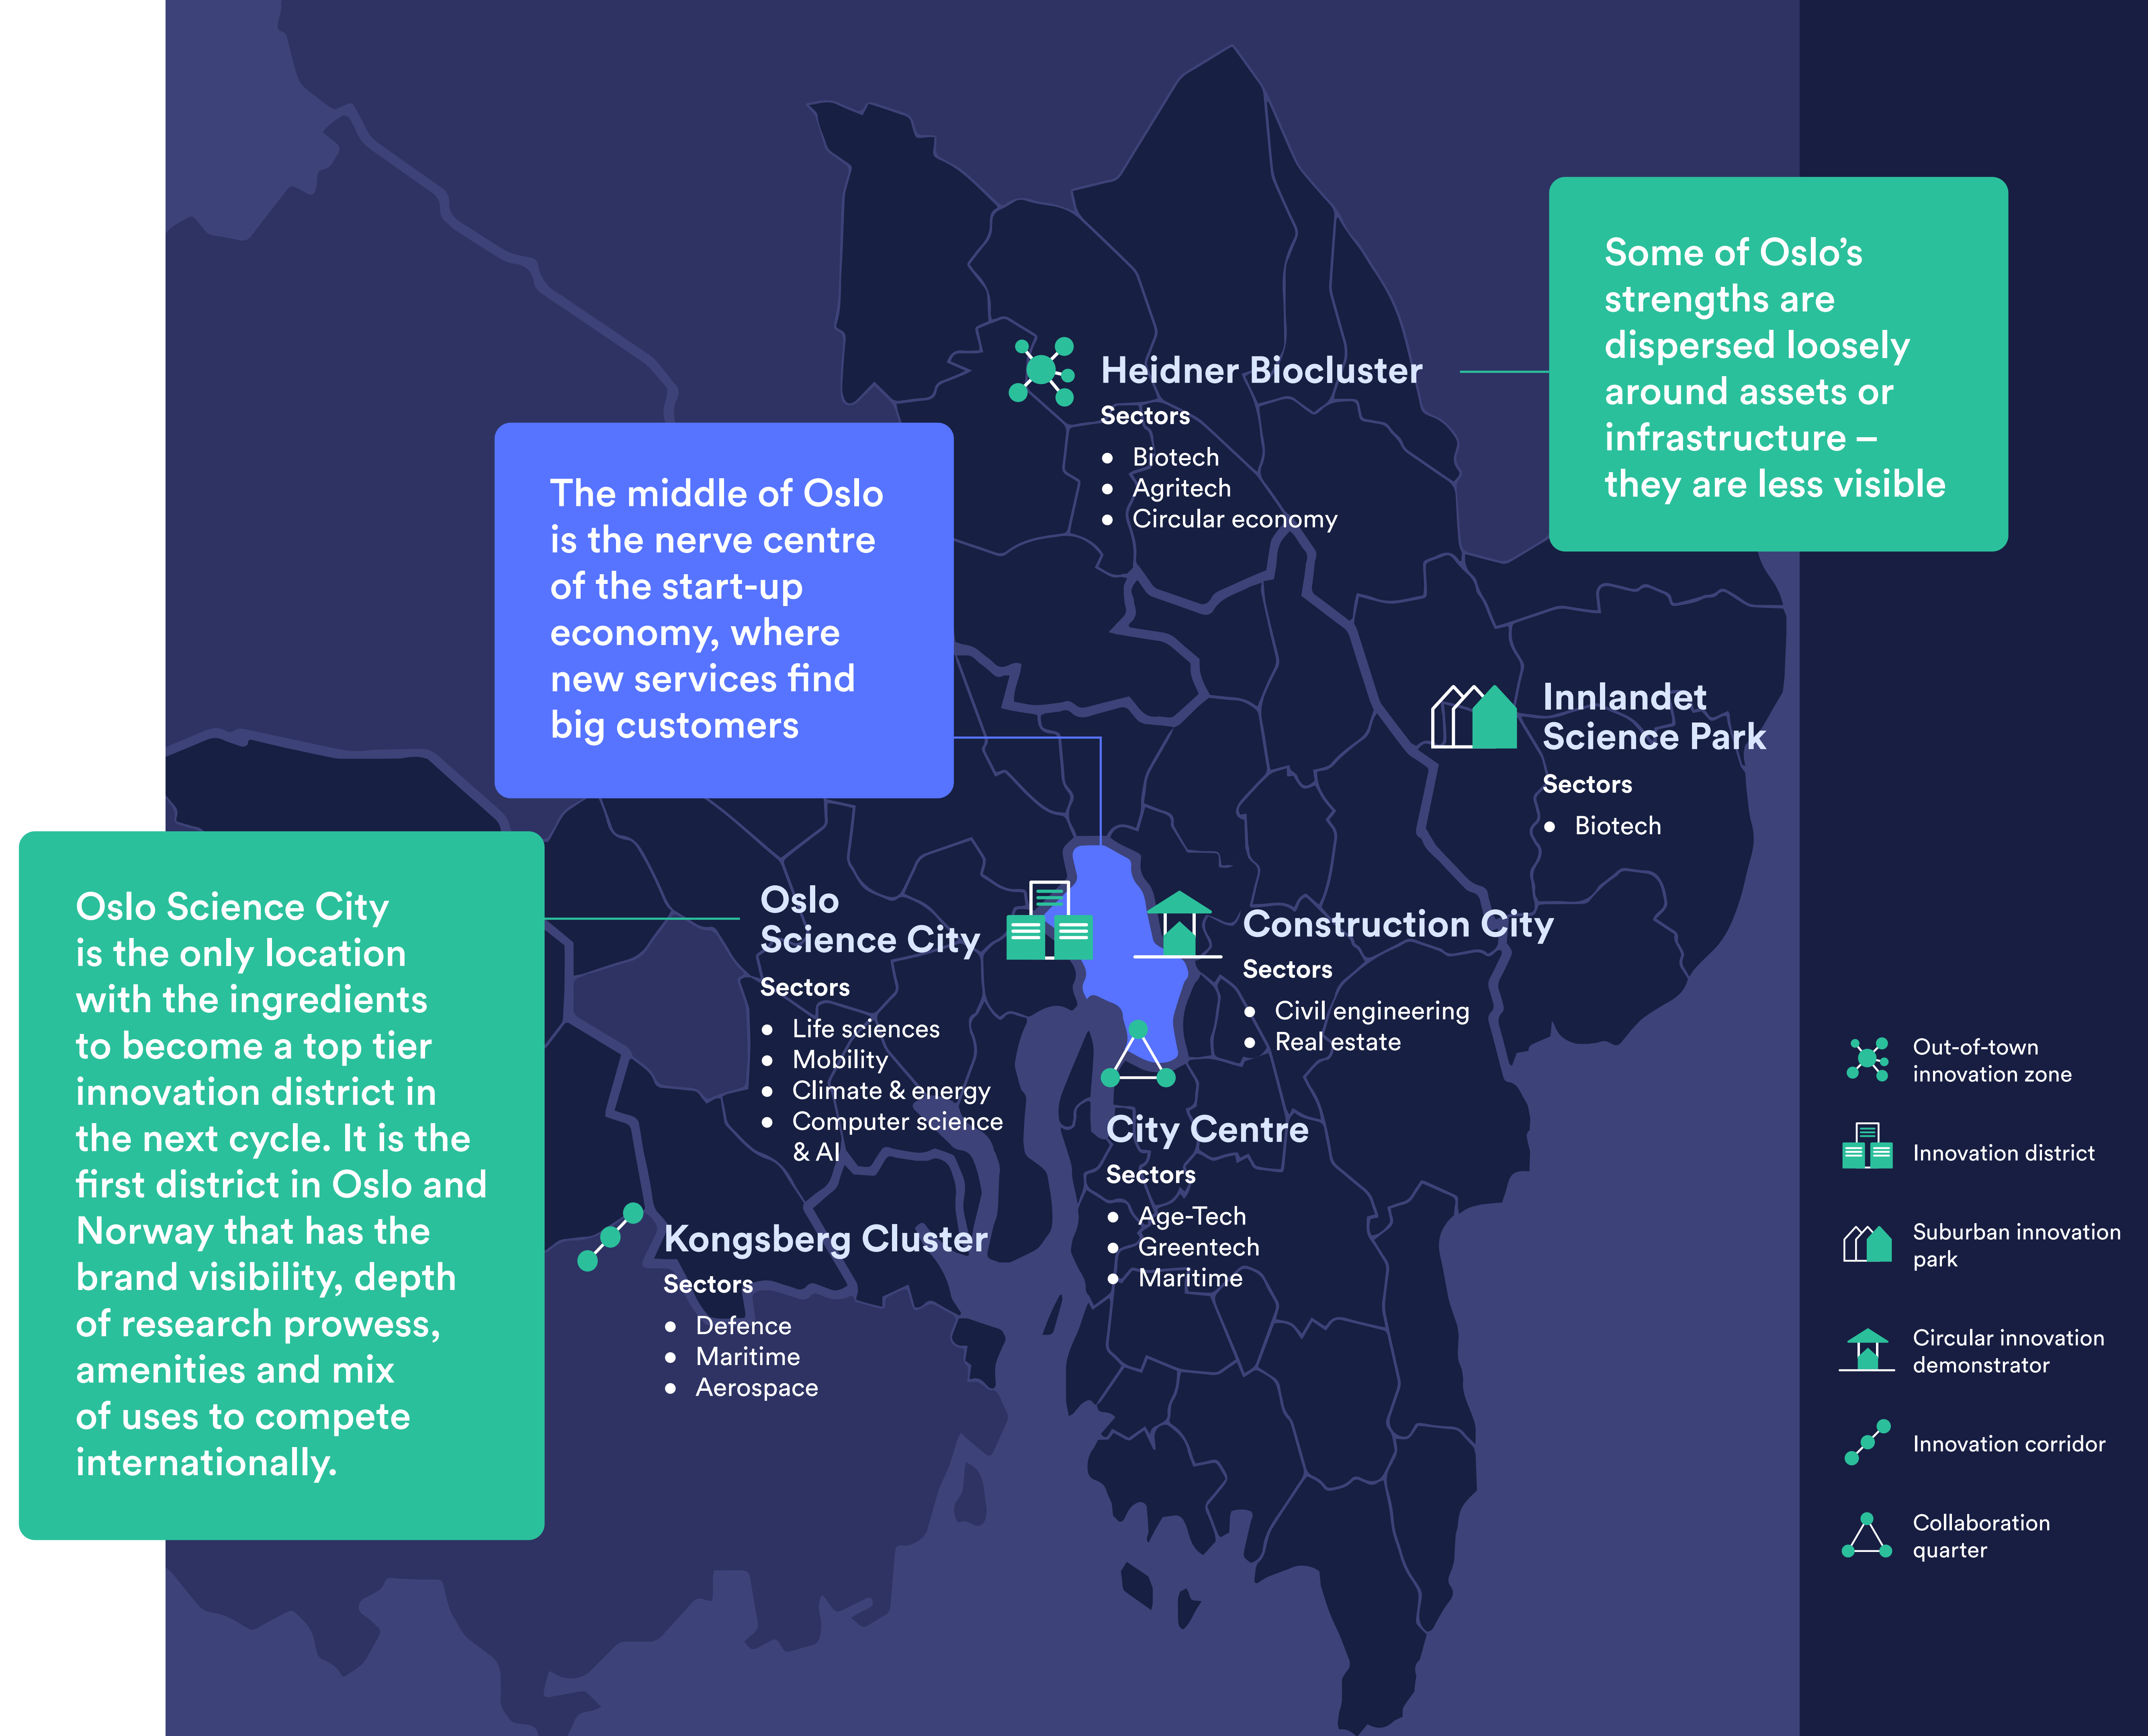 Some of Oslo’s
strengths are
dispersed loosely
around assets or
infrastructure –
they are less visible
Heidner Biocluster
Sectors
• Biotech
• Agritech
• Circular economy
The middle of Oslo
is the nerve centre
of the start-up
economy, where
new services find
big customers
Innlandet
Science Park
Sectors
• Biotech
Oslo Science City
is the only location
with the ingredients
to become a top tier
innovation district in
the next cycle. It is the
first district in Oslo and
Norway that has the
brand visibility, depth
of research prowess,
amenities and mix
of uses to compete
internationally.
Oslo
Science City
Sectors
• Life sciences
• Mobility
• Climate & energy
• Computer science
& AI
Construction City
Sectors
• Civil engineering
• Real estate
City Centre
Sectors
• Age-Tech
• Greentech
• Maritime
Kongsberg Cluster
Sectors
• Defence
• Maritime
• Aerospace
Out-of-town
innovation zone
Innovation district
Suburban innovation
park
Circular innovation
demonstrator
Innovation corridor
Collaboration
quarter